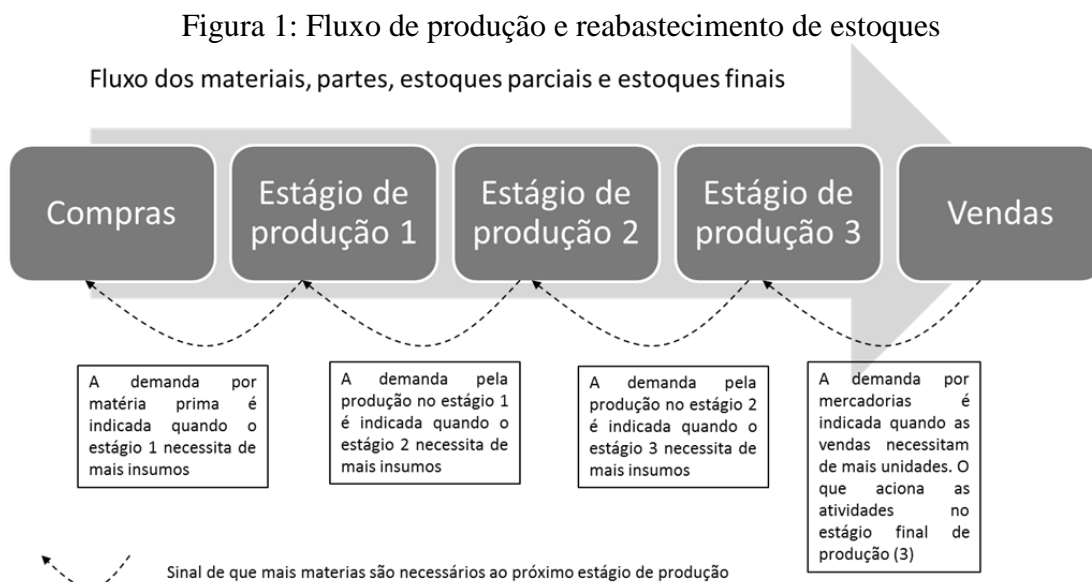 Figura 1: Fluxo de produção e reabastecimento de estoques
Fluxo dos materiais, partes, estoques parciais e estoques finais
Compras
Estágio de
produção 1
Estágio de
produção 2
Estágio de
produção 3
Vendas
A demanda por
matéria prima é
indicada quando o
estágio 1 necessita de
mais insumos
A demanda pela
produção no estágio 1
é indicada quando o
estágio 2 necessita de
mais insumos
A demanda pela
produção no estágio 2
é indicada quando o
estágio 3 necessita de
mais insumos
A demanda por
mercadorias é
indicada quando as
vendas necessitam
de mais unidades. O
que aciona as
atividades no
estágio final de
produção (3)
Sinal de que mais materias são necessários ao próximo estágio de produção